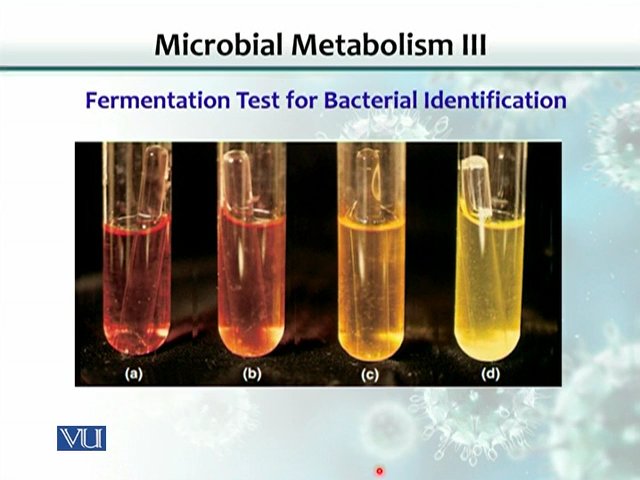 Microbial Metabolism III
Fermentation Test for Bacterial Identification
(a) (b) (c) (d)
VU